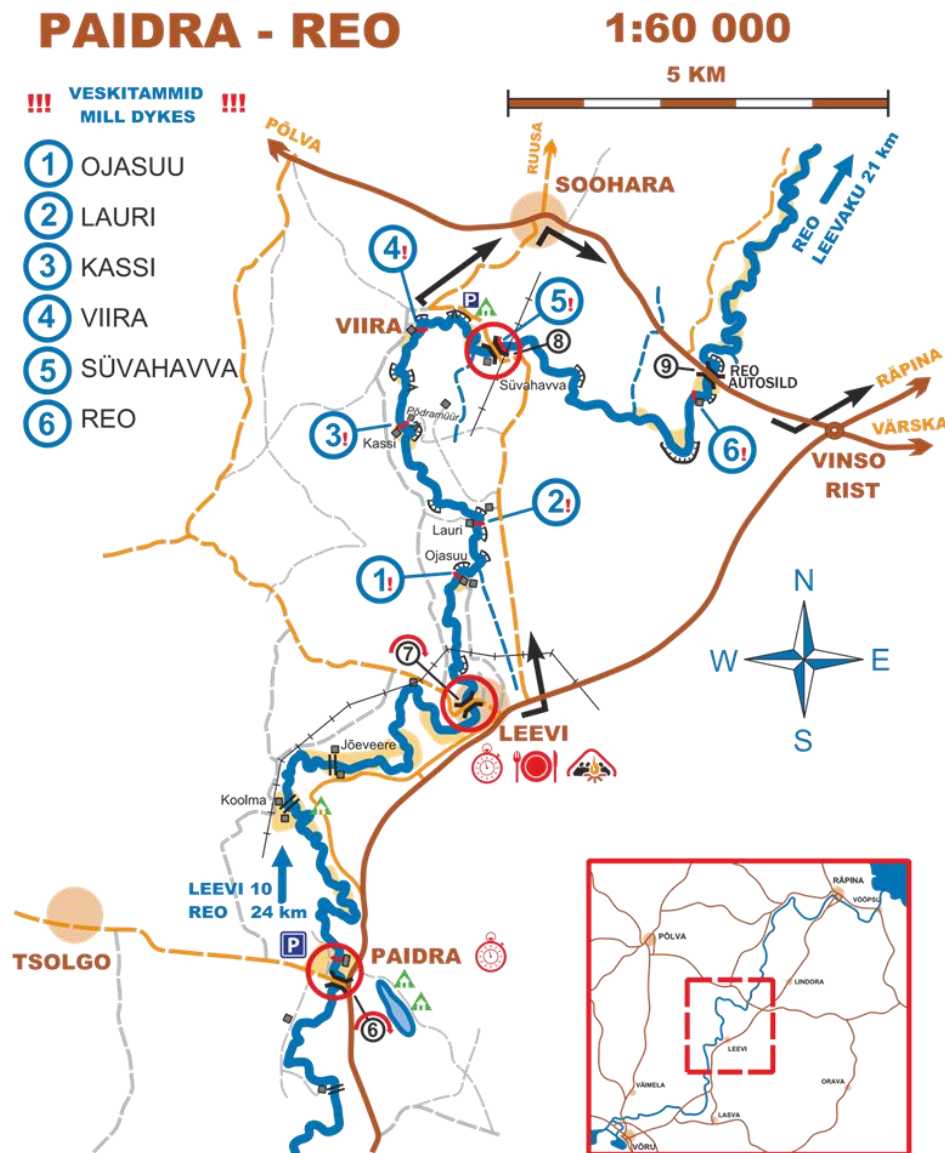 PAIDRA - REO
1:60 000
5 KM
!!! VESKITAMMID !!!
MILL DYKES
1 OJASUU
2 LAURI
3 KASSI
4 VIIRA
5 SÜVAHAVVA
6 REO
PÕLVA
RUUSA
SOOHARA
REO
LEEVAKU 21 km
4!
5!
P
VIIRA
8
Süvahavva
9
REO
AUTOSILD
RÄPINA
VÄRSKA
Põdramüür
3!
Kassi
6!
VINSO
RIST
2!
Lauri
Ojasuu
1!
N
W
E
S
7
LEEVI
Jõeveere
Koolma
LEEVI 10
REO 24 km
P
TSOLGO
PAIDRA
6
RÄPINA
VÕÕPSU
PÕLVA
LINDORA
LEEVI
VÄIMELA
ORAVA
LASVA
VÕRU